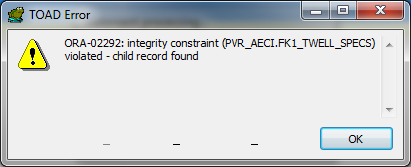 TOAD Error
ORA-02292: integrity constraint (PVR_AECI.FK1_TWELL_SPECS)
violated - child record found
OK